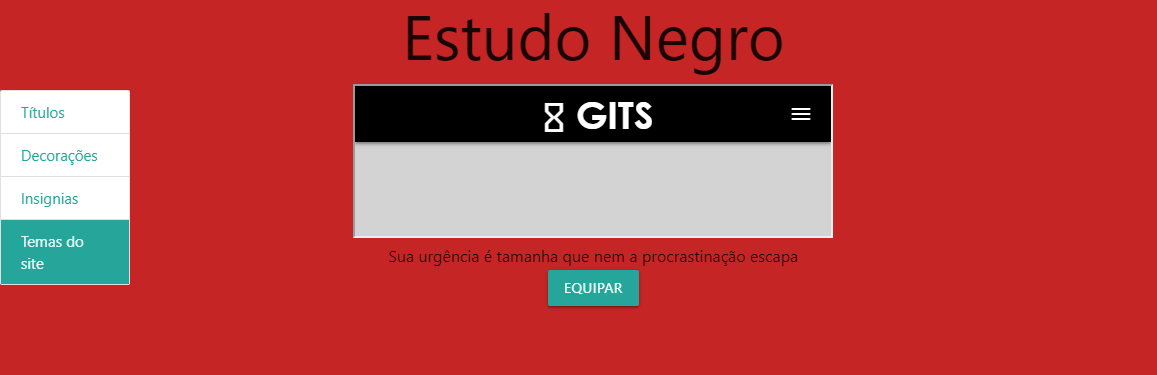 Estudo Negro
Títulos
Decorações
Insignias
Temas do
site
GITS
Sua urgência é tamanha que nem a procrastinação escapa
EQUIPAR